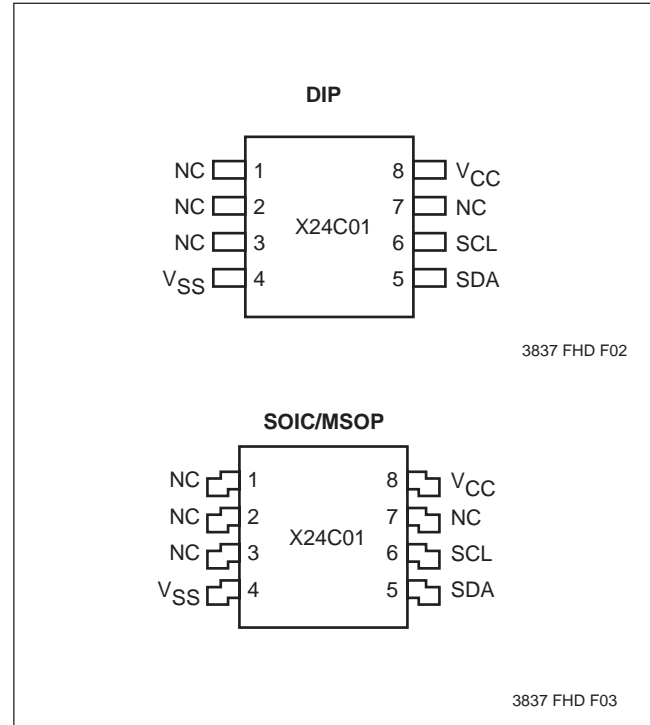 DIP
NC 1 8 VCC
NC 2 7 NC
X24C01
NC 3 6 SCL
VSS 4 5 SDA
3837 FHD F02
SOIC/MSOP
NC 1 8 VCC
NC 2 7 NC
X24C01
NC 3 6 SCL
VSS 4 5 SDA
3837 FHD F03